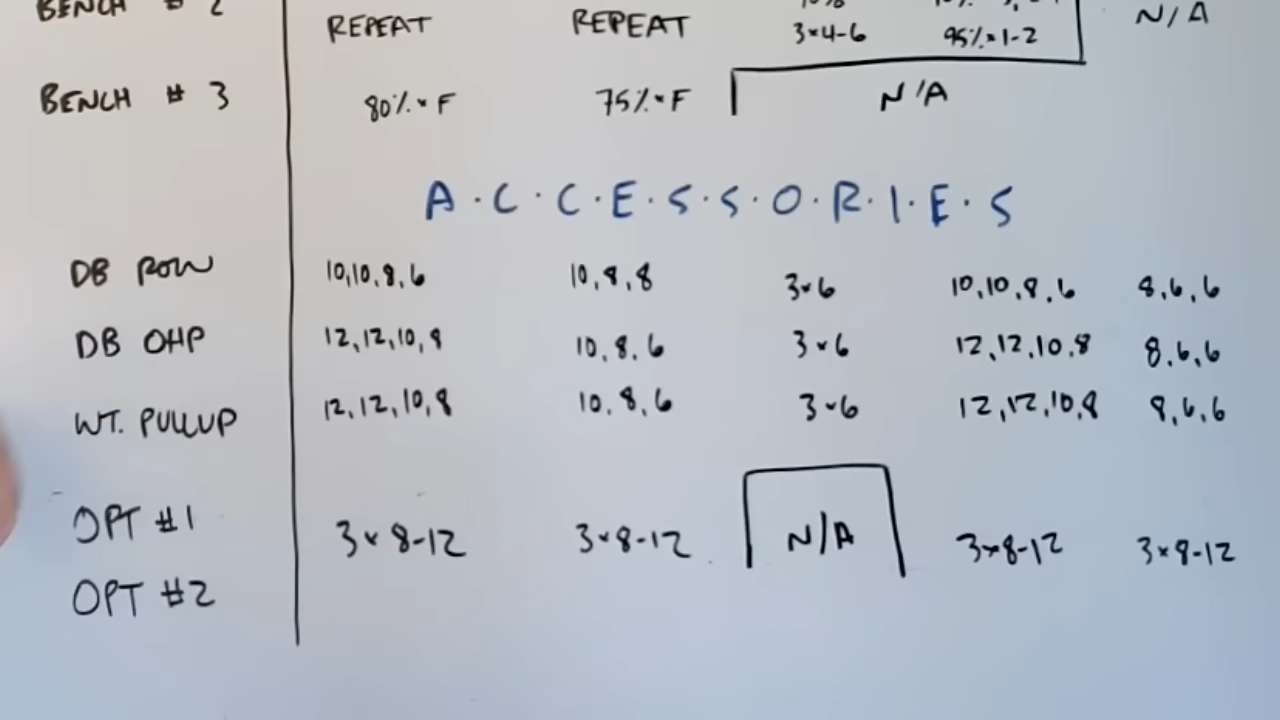 BENCH # 2 REPEAT REPEAT 3×4-6 95%×1-2 N/A
BENCH # 3 80%×F 75%×F N/A
A·C·C·E·S·S·O·R·I·E·S
DB ROW 10,10,8,6 10,8,8 3×6 10,10,8,6 8,6,6
DB OHP 12,12,10,8 10,8,6 3×6 12,12,10,8 8,6,6
WT. PULLUP 12,12,10,8 10,8,6 3×6 12,12,10,8 8,6,6
OPT #1 3×8-12 3×8-12 N/A 3×8-12 3×8-12
OPT #2